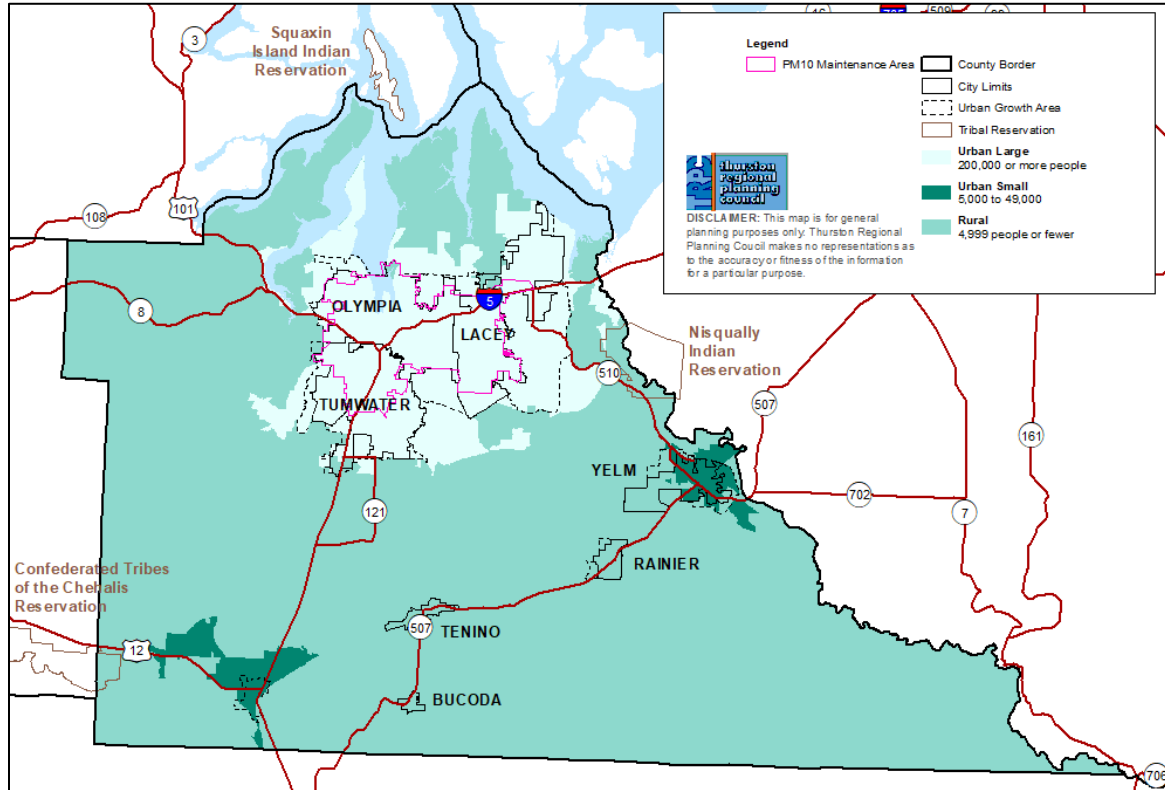 16
705
509
3
Squaxin
Island Indian
Reservation
Legend
PM10 Maintenance Area
County Border
City Limits
Urban Growth Area
Tribal Reservation
Urban Large
200,000 or more people
Urban Small
5,000 to 49,000
Rural
4,999 people or fewer
TRPC
thurston
regional
planning
council
DISCLAIMER: This map is for general
planning purposes only. Thurston Regional
Planning Coucil makes no representations as
to the accuracy or fitness of the information
for a particular purpose.
108
101
8
OLYMPIA
5
LACEY
Nisqually
Indian
Reservation
510
TUMWATER
507
161
YELM
702
7
121
RAINIER
Confederated Tribes
of the Chehalis
Reservation
507
TENINO
12
BUCODA
706